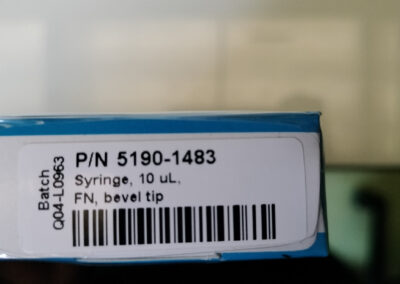 Batch
Q04-L0963
P/N 5190-1483
Syringe, 10 uL,
FN, bevel tip